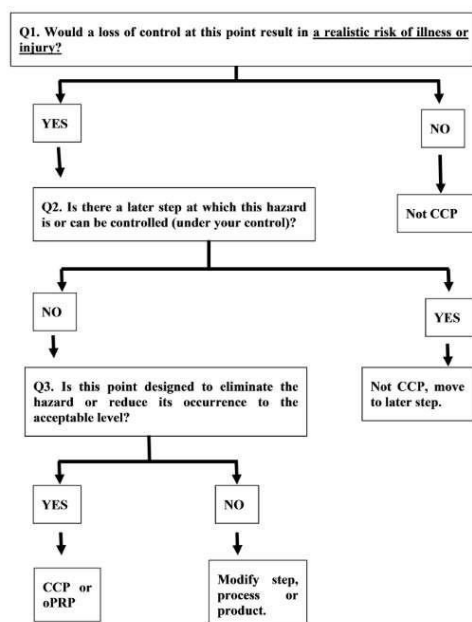 Q1. Would a loss of control at this point result in a realistic risk of illness or
injury?
YES
NO
Q2. Is there a later step at which this hazard
is or can be controlled (under your control)?
Not CCP
NO
YES
Q3. Is this point designed to eliminate the
hazard or reduce its occurrence to the
acceptable level?
Not CCP, move
to later step.
YES
NO
CCP or
oPRP
Modify step,
process or
product.